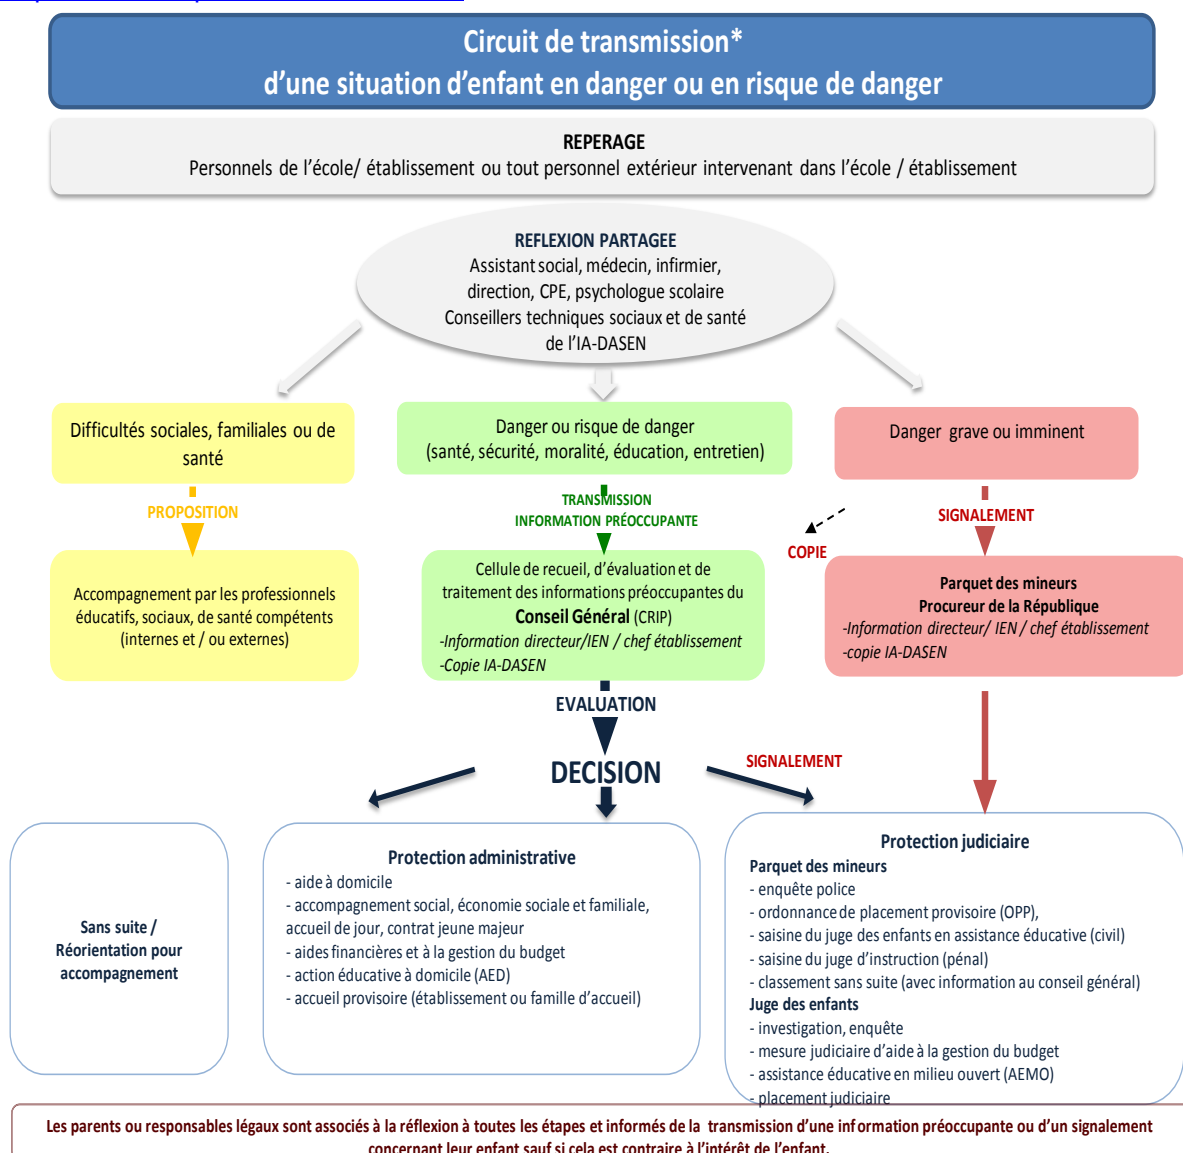 Circuit de transmission*
d’une situation d’enfant en danger ou en risque de danger
REPERAGE
Personnels de l’école/ établissement ou tout personnel extérieur intervenant dans l’école / établissement
REFLEXION PARTAGEE
Assistant social, médecin, infirmier,
direction, CPE, psychologue scolaire
Conseillers techniques sociaux et de santé
de l’IA-DASEN
Difficultés sociales, familiales ou de
santé
Danger ou risque de danger
(santé, sécurité, moralité, éducation, entretien)
Danger grave ou imminent
PROPOSITION
TRANSMISSION
INFORMATION PRÉOCCUPANTE
SIGNALEMENT
COPIE
Accompagnement par les professionnels
éducatifs, sociaux, de santé compétents
(internes et / ou externes)
Cellule de recueil, d’évaluation et de
traitement des informations préoccupantes du
Conseil Général (CRIP)
-Information directeur/IEN / chef établissement
-Copie IA-DASEN
Parquet des mineurs
Procureur de la République
-Information directeur/ IEN / chef établissement
-copie IA-DASEN
EVALUATION
DECISION
SIGNALEMENT
Sans suite /
Réorientation pour
accompagnement
Protection administrative
- aide à domicile
- accompagnement social, économie sociale et familiale,
accueil de jour, contrat jeune majeur
- aides financières et à la gestion du budget
- action éducative à domicile (AED)
- accueil provisoire (établissement ou famille d’accueil)
Protection judiciaire
Parquet des mineurs
- enquête police
- ordonnance de placement provisoire (OPP),
- saisine du juge des enfants en assistance éducative (civil)
- saisine du juge d’instruction (pénal)
- classement sans suite (avec information au conseil général)
Juge des enfants
- investigation, enquête
- mesure judiciaire d’aide à la gestion du budget
- assistance éducative en milieu ouvert (AEMO)
- placement judiciaire
Les parents ou responsables légaux sont associés à la réflexion à toutes les étapes et informés de la transmission d’une information préoccupante ou d’un signalement
concernant leur enfant sauf si cela est contraire à l’intérêt de l’enfant.